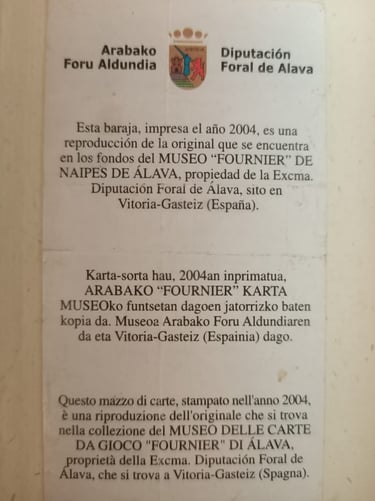 Arabako
Foru Aldundia
Diputación
Foral de Alava
Esta baraja, impresa el año 2004, es una
reproducción de la original que se encuentra
en los fondos del MUSEO “FOURNIER” DE
NAIPES DE ÁLAVA, propiedad de la Excma.
Diputación Foral de Álava, sito en
Vitoria-Gasteiz (España).
Karta-sorta hau, 2004an inprimatua,
ARABAKO “FOURNIER” KARTA
MUSEOko funtsetan dagoen jatorrizko baten
kopia da. Museoa Arabako Foru Aldundiaren
da eta Vitoria-Gasteiz (Espainia) dago.
Questo mazzo di carte, stampato nell'anno 2004,
è una riproduzione dell'originale che si trova
nella collezione del MUSEO DELLE CARTE
DA GIOCO "FOURNIER" DI ÁLAVA,
proprietà della Excma. Diputación Foral de
Álava, che si trova a Vitoria-Gasteiz (Spagna).